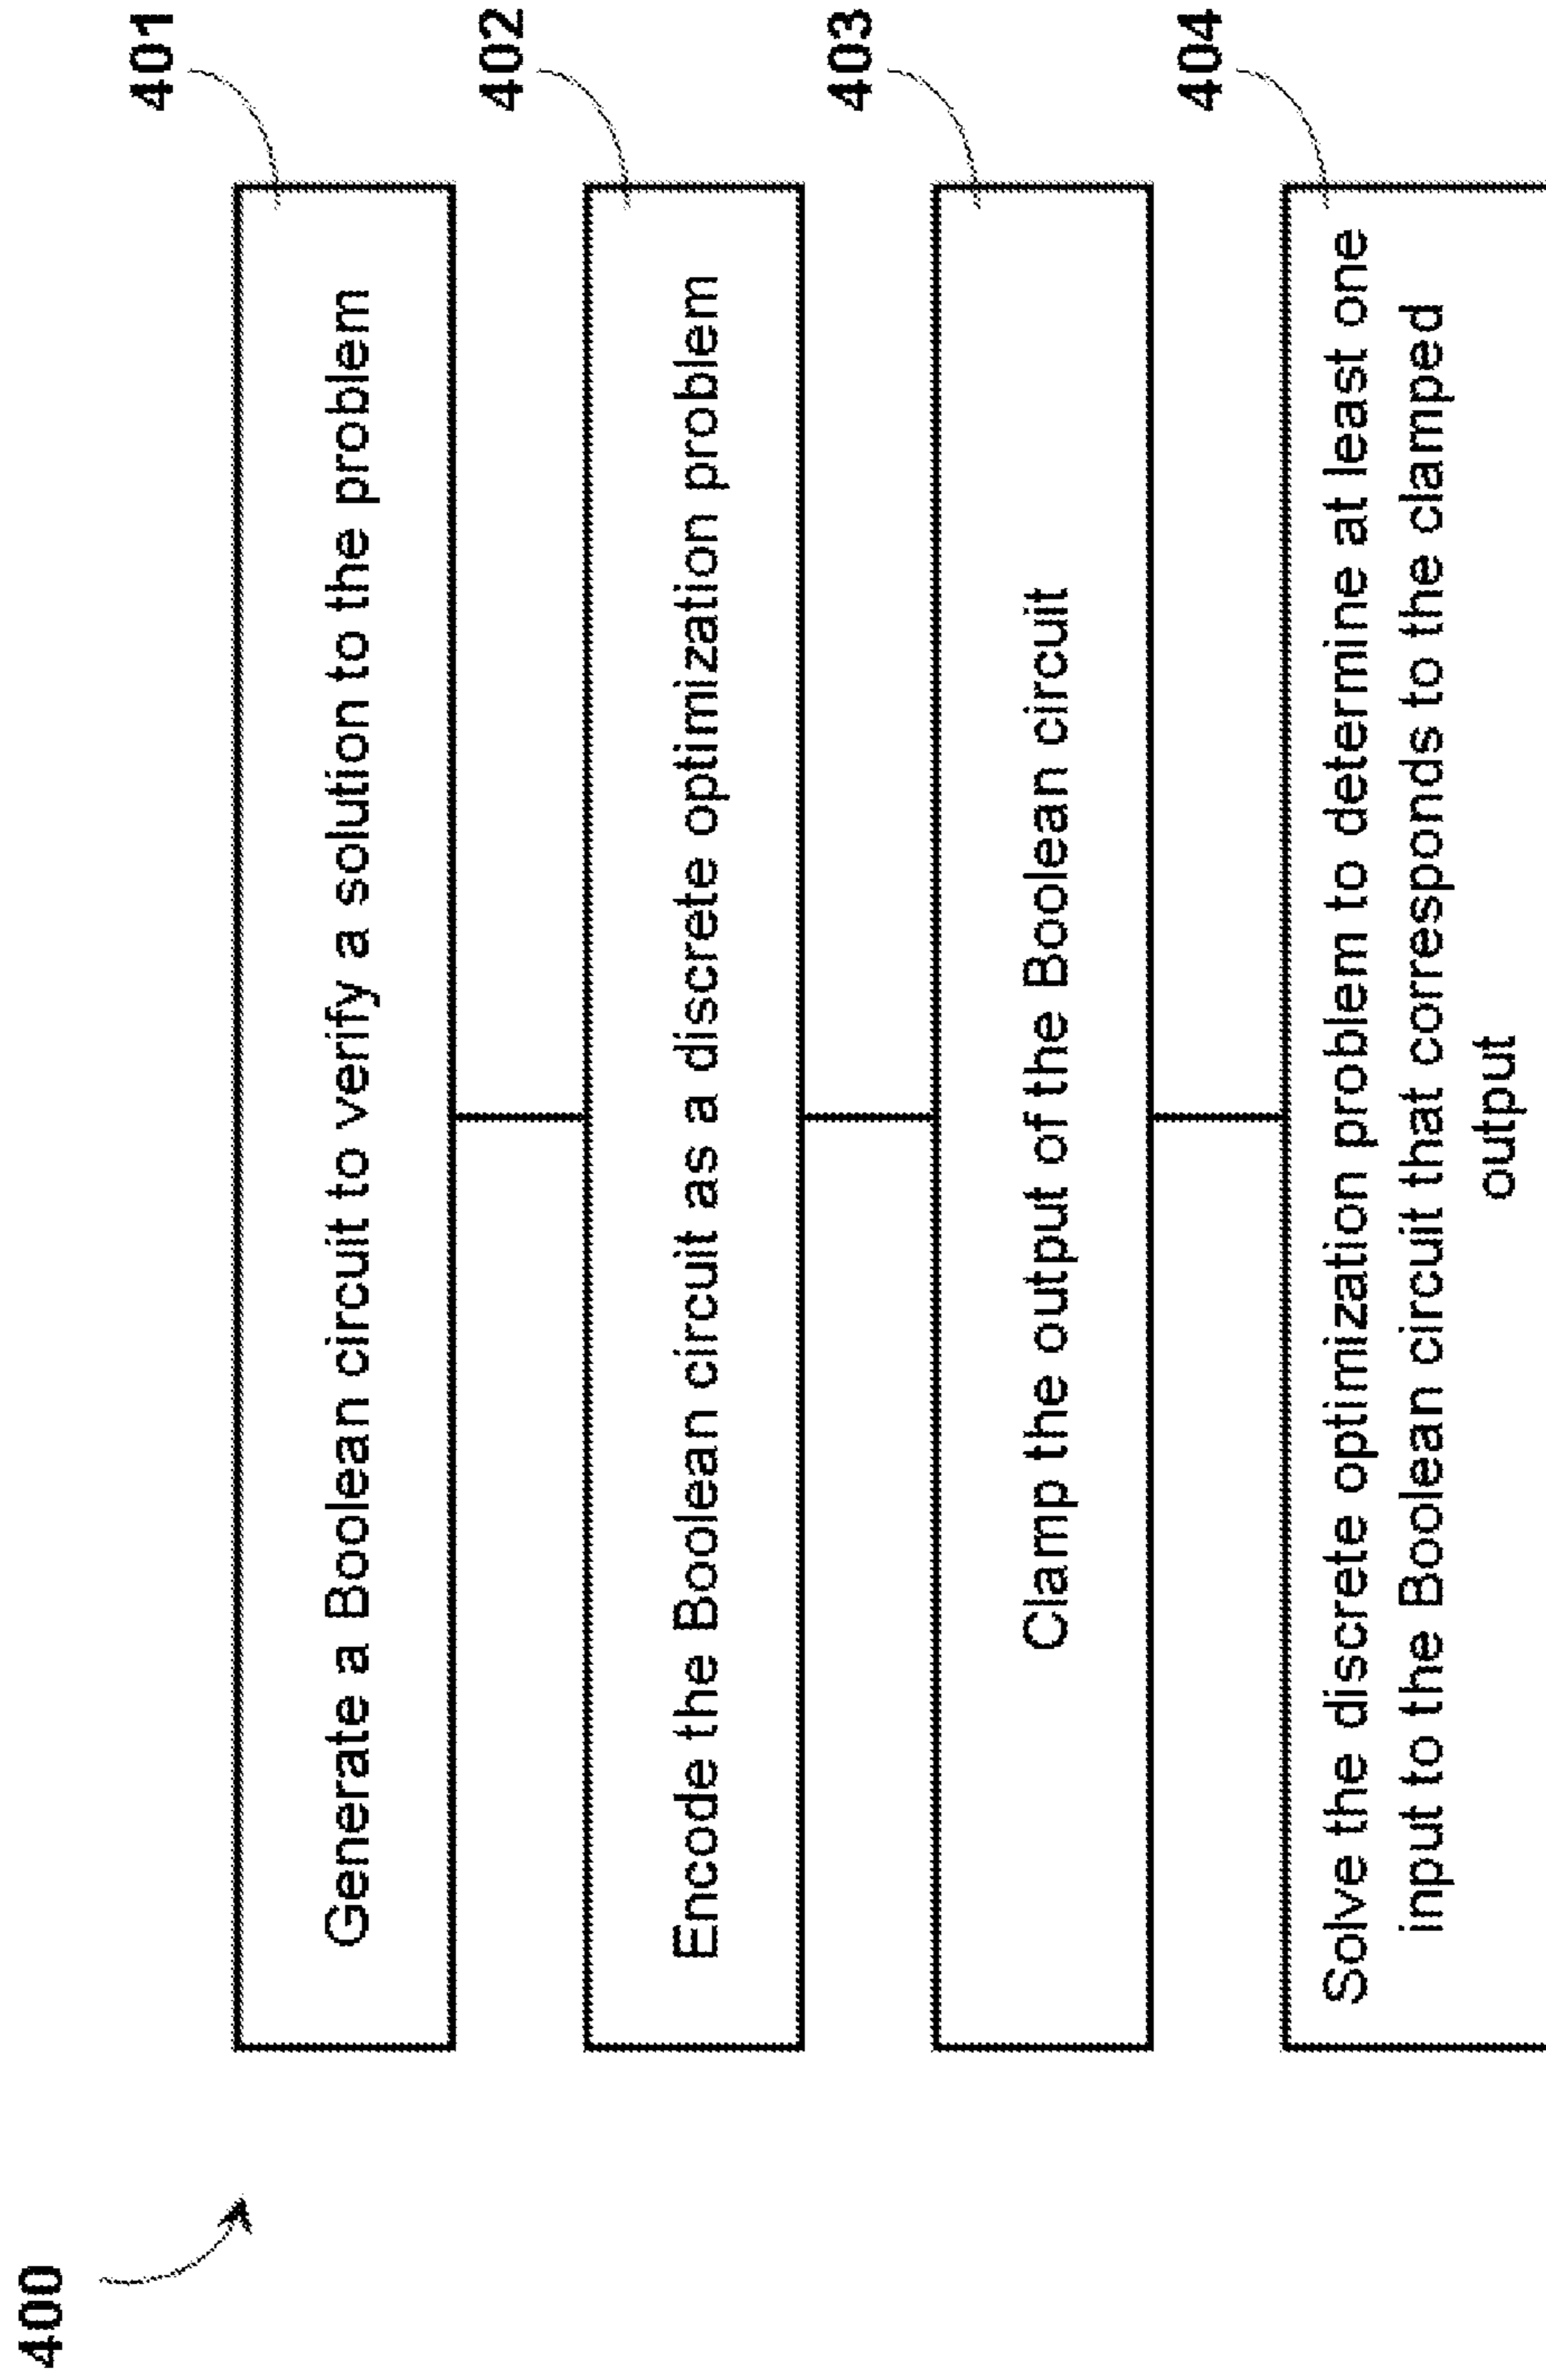 400
401
Generate a Boolean circuit to verify a solution to the problem
402
Encode the Boolean circuit as a discrete optimization problem
403
Clamp the output of the Boolean circuit
404
Solve the discrete optimization problem to determine at least one
input to the Boolean circuit that corresponds to the clamped
output